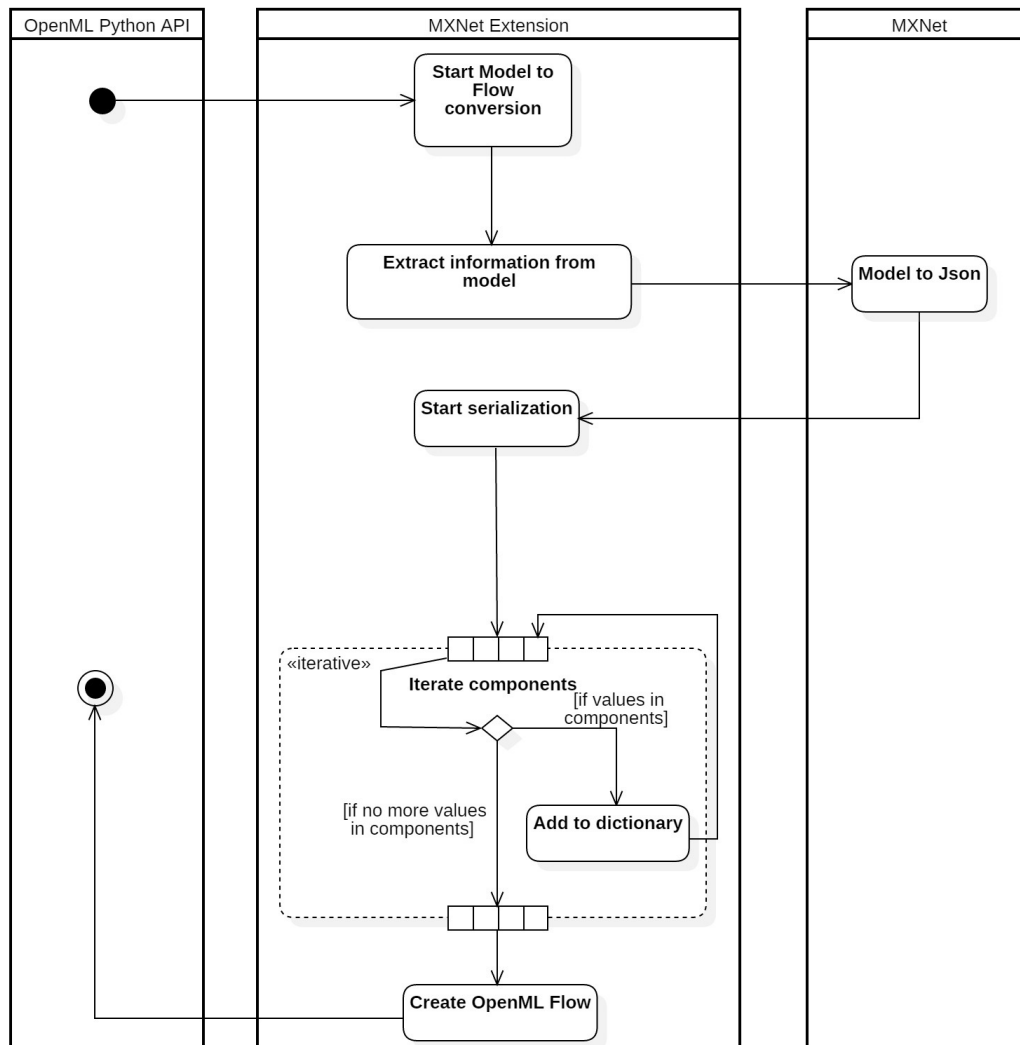 OpenML Python API
MXNet Extension
MXNet
Start Model to
Flow
conversion
Extract information from
model
Model to Json
Start serialization
«iterative»
Iterate components
[if values in
components]
[if no more values
in components]
Add to dictionary
Create OpenML Flow